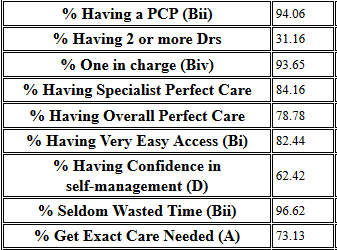 % Having a PCP (Bii) 94.06
% Having 2 or more Drs 31.16
% One in charge (Biv) 93.65
% Having Specialist Perfect Care 84.16
% Having Overall Perfect Care 78.78
% Having Very Easy Access (Bi) 82.44
% Having Confidence in
self-management (D) 62.42
% Seldom Wasted Time (Bii) 96.62
% Get Exact Care Needed (A) 73.13